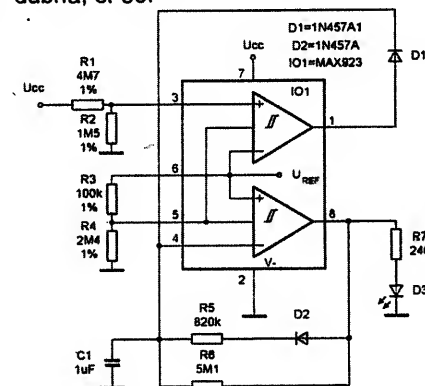 D1=1N457A1
D2=1N457A
IO1=MAX923
D1
Ucc
7
IO1
R1
4M7
1%
Ucc
3
+
1
R2
1M5
1%
−
R3
100k
1%
6
U REF
+
R4
2M4
1%
5
8
4
−
V-
2
R7
D3
R5
820k
D2
C1
1uF
R6
5M1